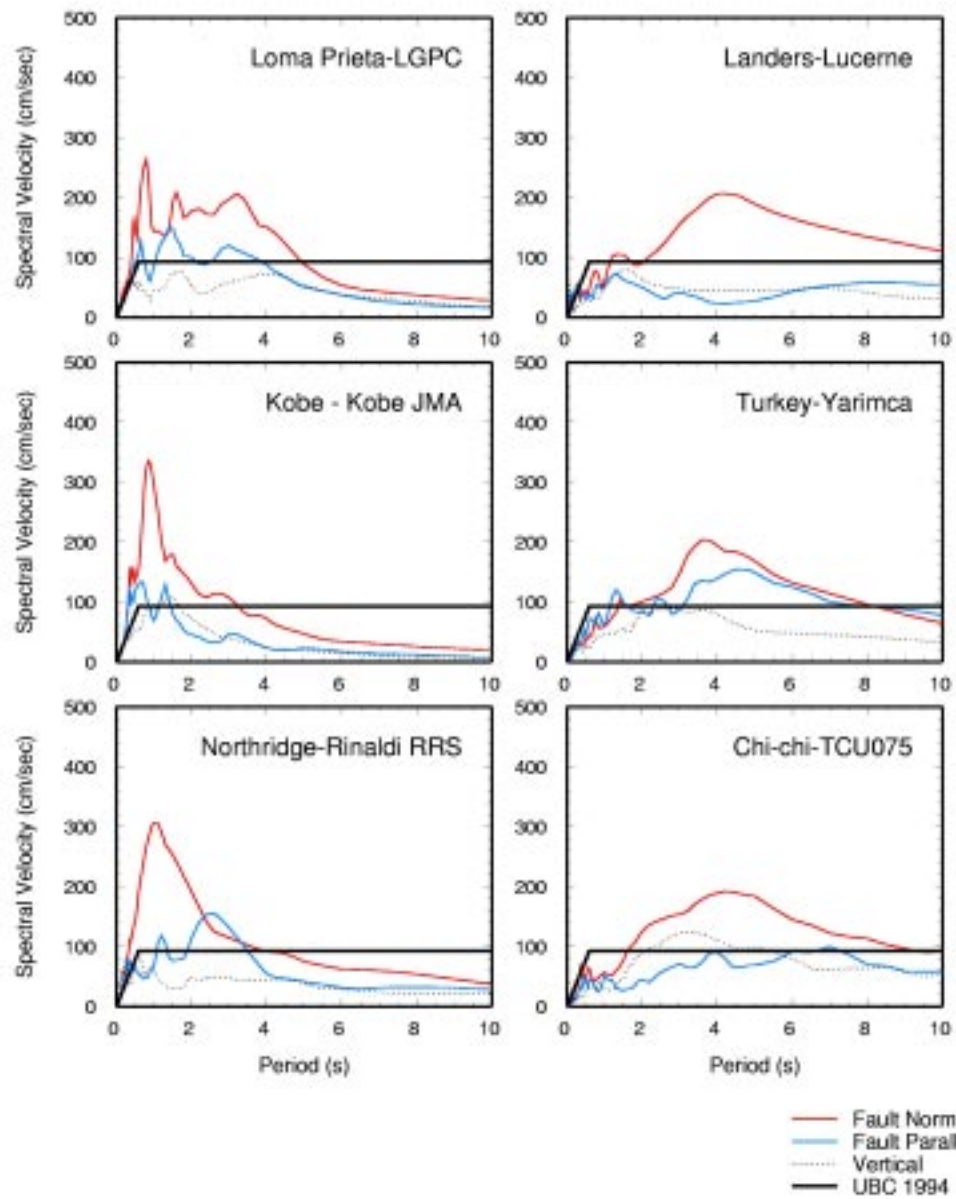 500
400
300
200
100
0
0 2 4 6 8 10
Spectral Velocity (cm/sec)
Loma Prieta-LGPC
500
400
300
200
100
0
0 2 4 6 8 10
Landers-Lucerne
500
400
300
200
100
0
0 2 4 6 8 10
Spectral Velocity (cm/sec)
Kobe - Kobe JMA
500
400
300
200
100
0
0 2 4 6 8 10
Turkey-Yarimca
500
400
300
200
100
0
0 2 4 6 8 10
Spectral Velocity (cm/sec)
Northridge-Rinaldi RRS
Period (s)
500
400
300
200
100
0
0 2 4 6 8 10
Chi-chi-TCU075
Period (s)
Fault Norm
Fault Parall
Vertical
UBC 1994